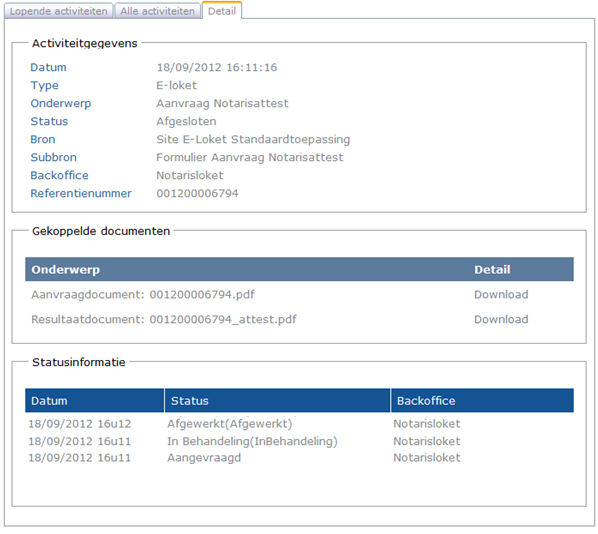 Lopende activiteiten Alle activiteiten Detail
Activiteitgegevens
Datum 18/09/2012 16:11:16
Type E-loket
Onderwerp Aanvraag Notarisattest
Status Afgesloten
Bron Site E-Loket Standaardtoepassing
Subbron Formulier Aanvraag Notarisattest
Backoffice Notarisloket
Referentienummer 001200006794
Gekoppelde documenten
Onderwerp Detail
Aanvraagdocument: 001200006794.pdf Download
Resultaatdocument: 001200006794_attest.pdf Download
Statusinformatie
Datum Status Backoffice
18/09/2012 16u12 Afgewerkt(Afgewerkt) Notarisloket
18/09/2012 16u11 In Behandeling(InBehandeling) Notarisloket
18/09/2012 16u11 Aangevraagd Notarisloket